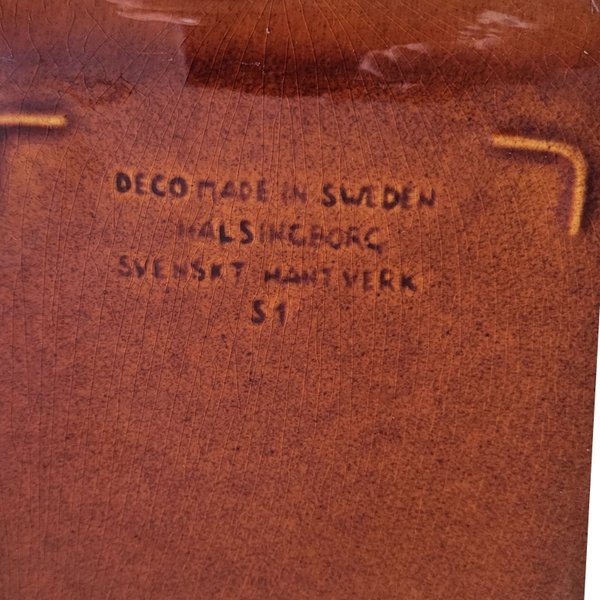 DECO MADE IN SWEDEN
HALSINGBORG
SVENSKT HANTVERK
S1